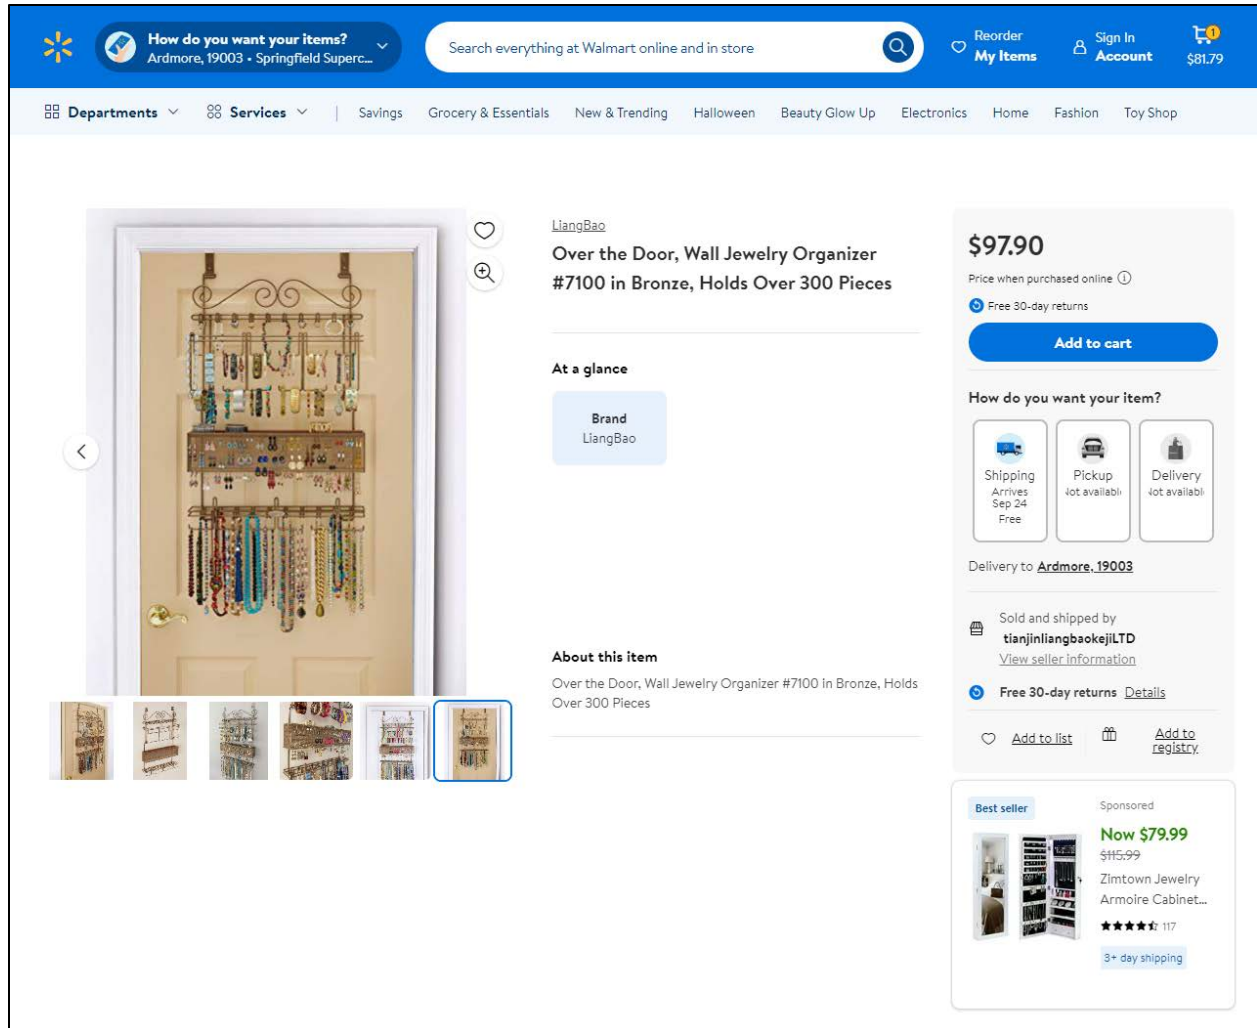 How do you want your items?
Ardmore, 19003 • Springfield Superc...
Search everything at Walmart online and in store
Reorder
My Items
Sign In
Account
1
$81.79
Departments
Services
Savings
Grocery & Essentials
New & Trending
Halloween
Beauty Glow Up
Electronics
Home
Fashion
Toy Shop
LiangBao
Over the Door, Wall Jewelry Organizer
#7100 in Bronze, Holds Over 300 Pieces
At a glance
Brand
LiangBao
About this item
Over the Door, Wall Jewelry Organizer #7100 in Bronze, Holds
Over 300 Pieces
$97.90
Price when purchased online
Free 30-day returns
Add to cart
How do you want your item?
Shipping
Arrives
Sep 24
Free
Pickup
Not available
Delivery
Not available
Delivery to Ardmore, 19003
Sold and shipped by
tianjinliangbaokejiLTD
View seller information
Free 30-day returns Details
Add to list
Add to
registry
Best seller
Sponsored
Now $79.99
$115.99
Zimtown Jewelry
Armoire Cabinet...
117
3+ day shipping